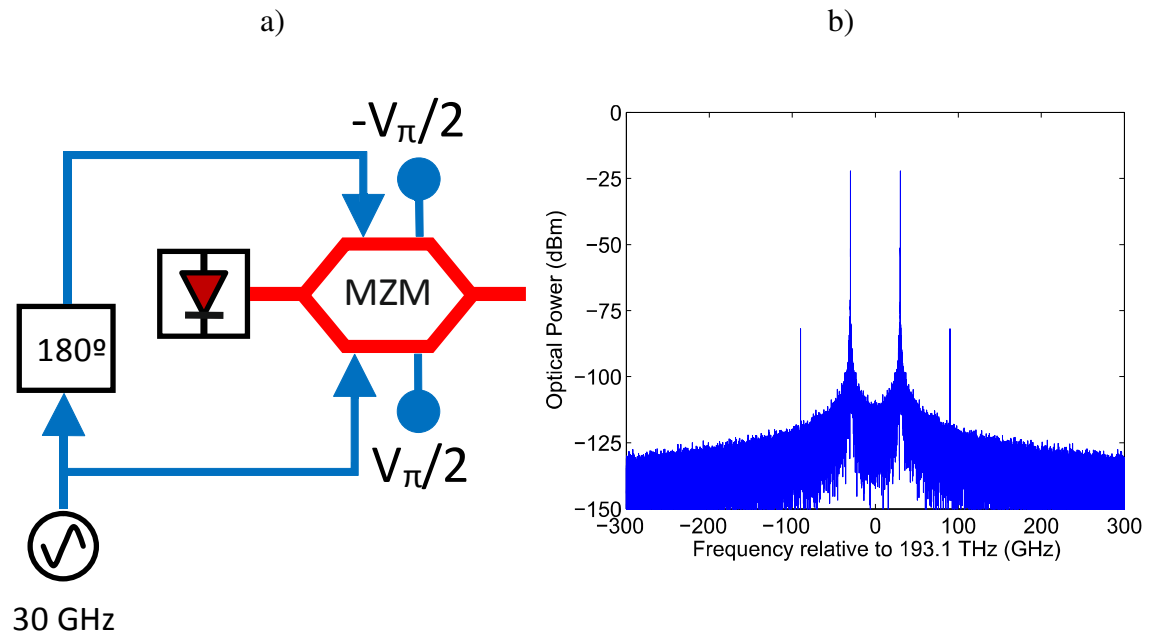 a)
b)
-Vπ/2
MZM
180º
Vπ/2
30 GHz
0
−25
−50
−75
−100
−125
−150
Optical Power (dBm)
−300 −200 −100 0 100 200 300
Frequency relative to 193.1 THz (GHz)